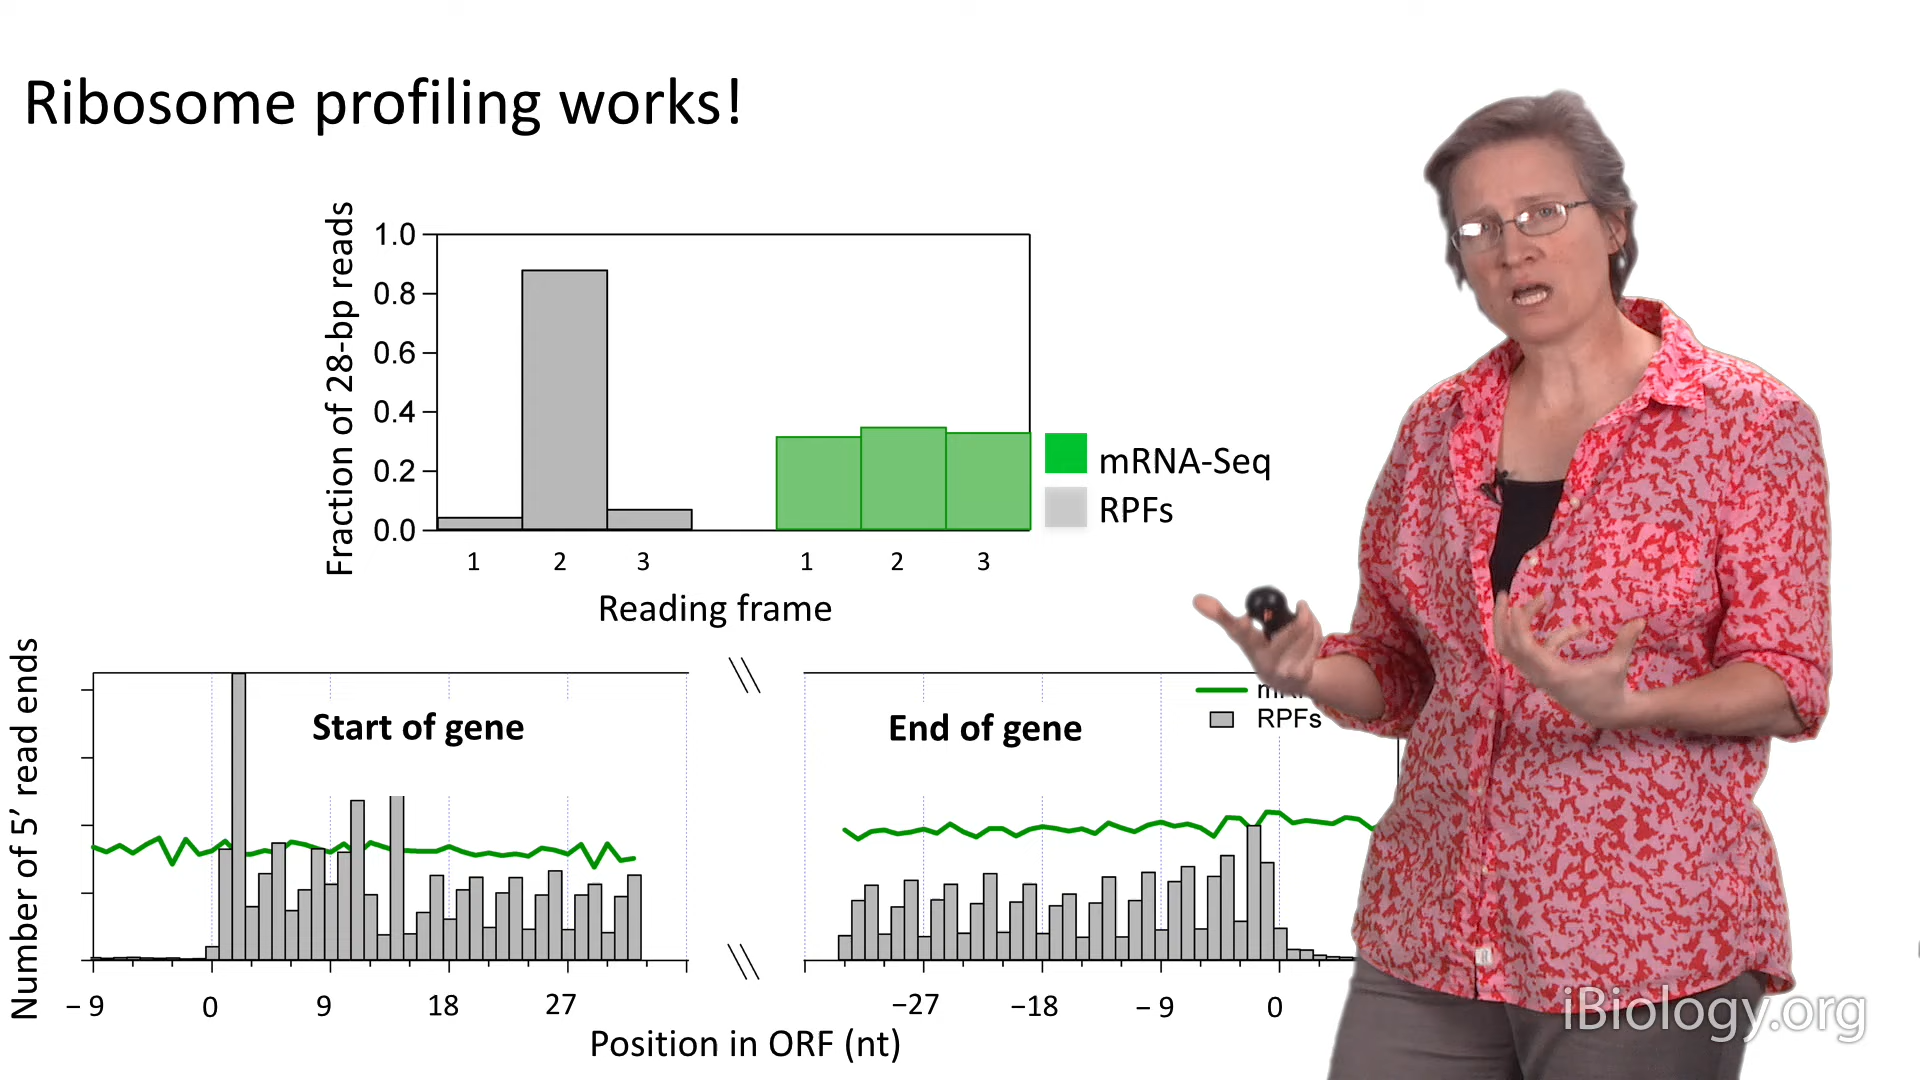 Ribosome profiling works!
Fraction of 28-bp reads
1.0
0.8
0.6
0.4
0.2
0.0
1 2 3 1 2 3
Reading frame
mRNA-Seq
RPFs
Number of 5' read ends
Start of gene
End of gene
RPFs
−9 0 9 18 27
−27 −18 −9 0
Position in ORF (nt)
iBiology.org